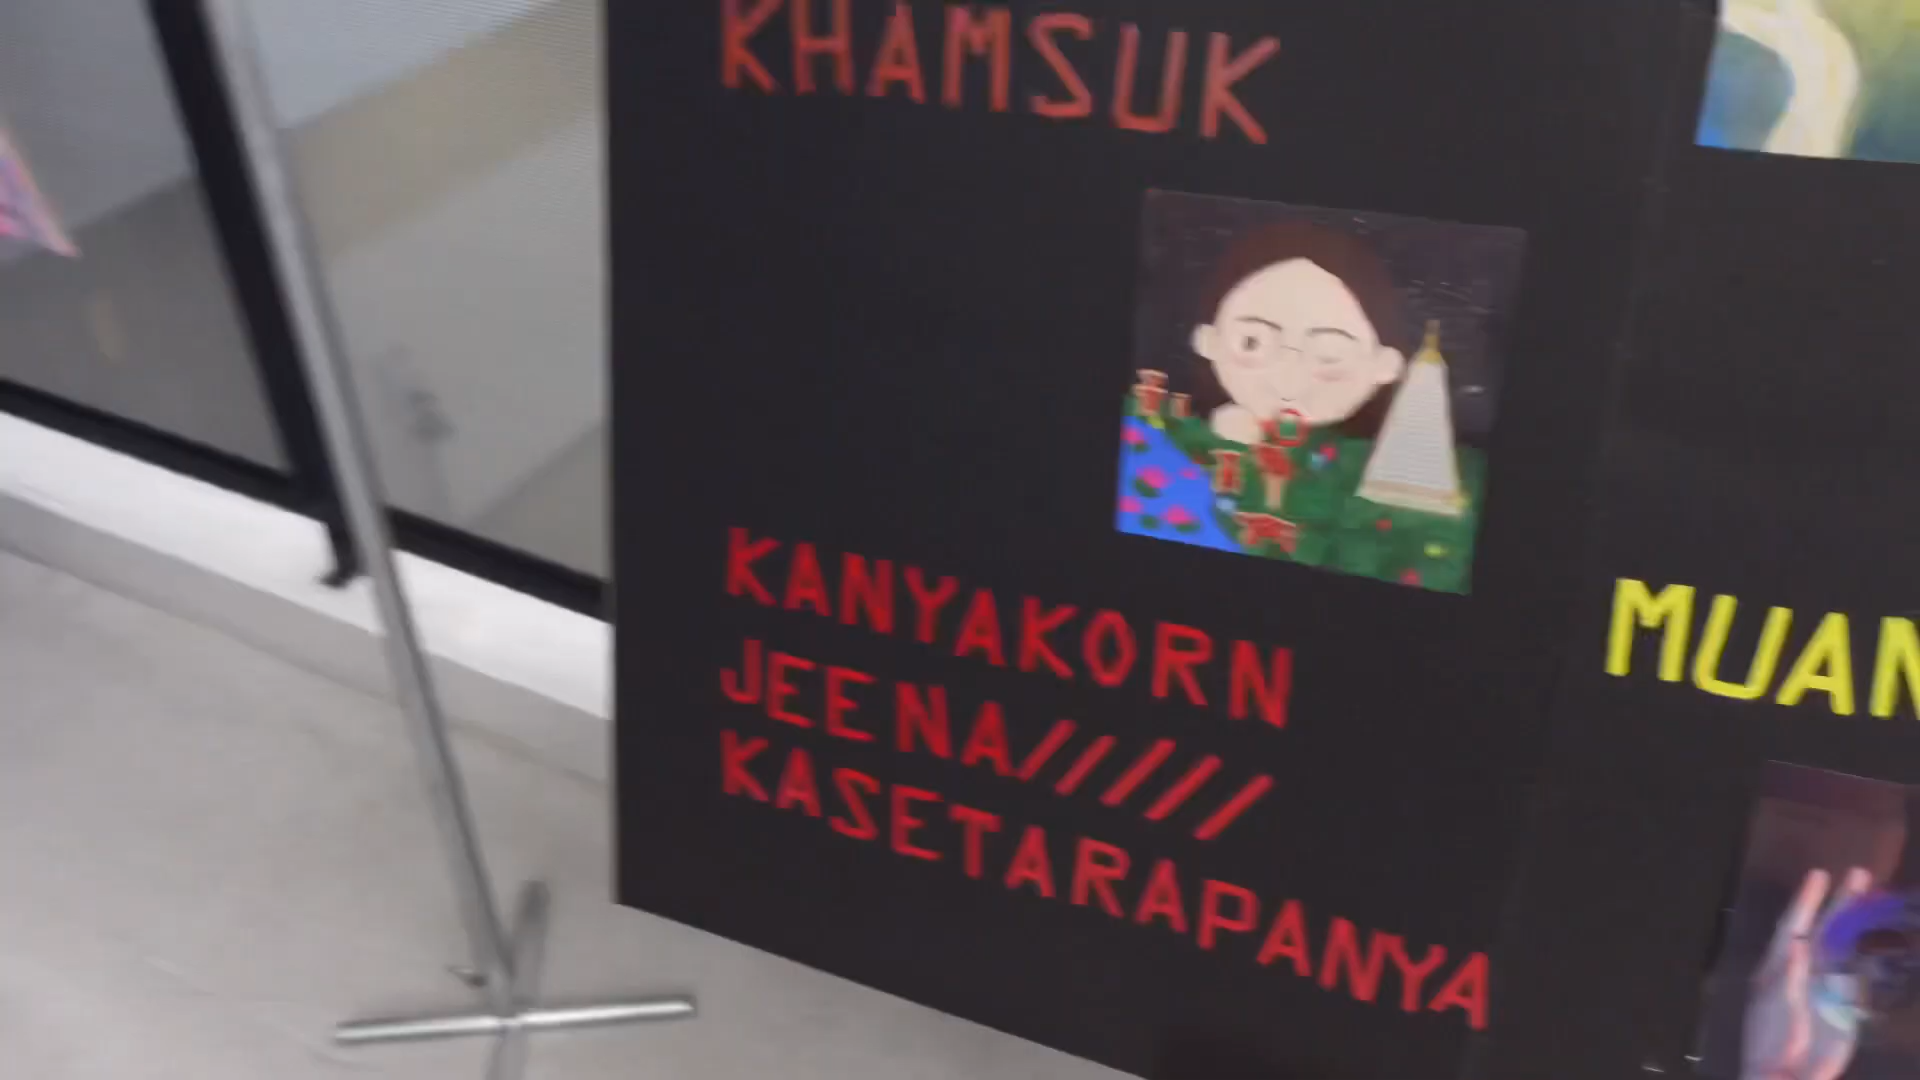 KHAMSUK
KANYAKORN
JEENA/////
KASETARAPANYA
MUAN